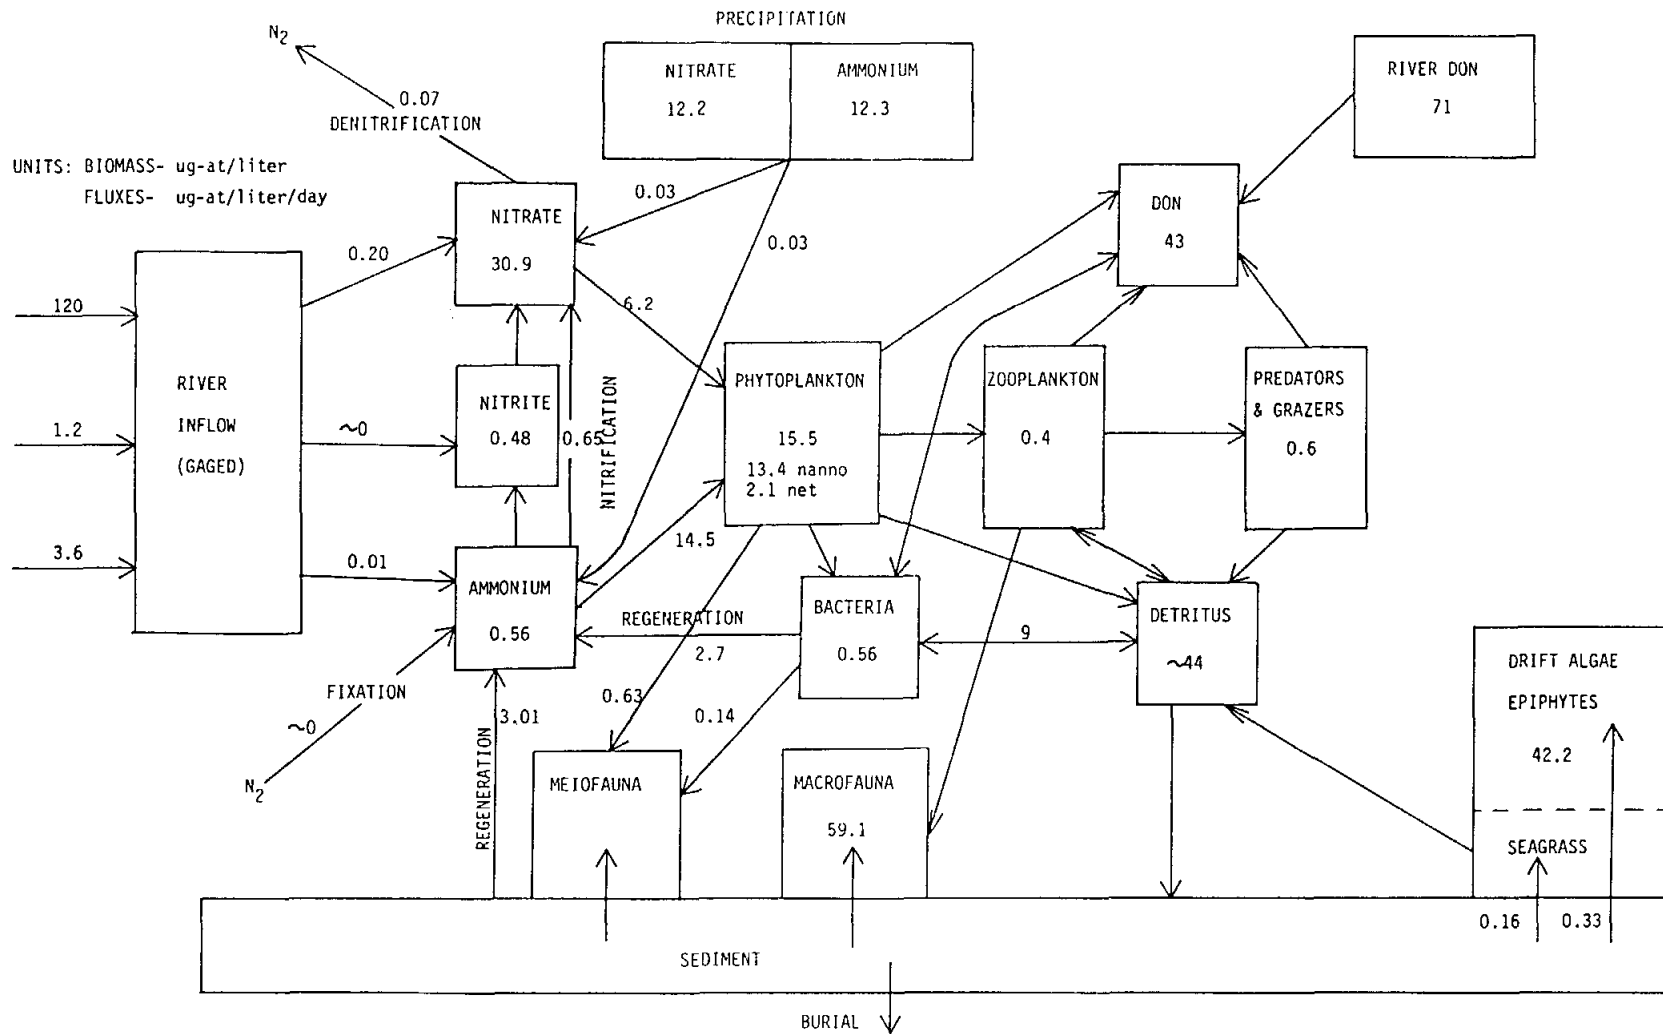 PRECIPITATION
N2
NITRATE
12.2
AMMONIUM
12.3
RIVER DON
71
0.07
DENITRIFICATION
UNITS: BIOMASS- ug-at/liter
FLUXES- ug-at/liter/day
NITRATE
30.9
0.03
0.03
DON
43
0.20
6.2
120
RIVER
INFLOW
(GAGED)
1.2
3.6
~0
NITRITE
0.48
0.65
NITRIFICATION
PHYTOPLANKTON
15.5
13.4 nanno
2.1 net
ZOOPLANKTON
0.4
PREDATORS
& GRAZERS
0.6
0.01
AMMONIUM
0.56
14.5
REGENERATION
2.7
BACTERIA
0.56
9
DETRITUS
~44
DRIFT ALGAE
EPIPHYTES
42.2
SEAGRASS
FIXATION
~0
N2
REGENERATION
3.01
0.63
0.14
MEIOFAUNA
MACROFAUNA
59.1
0.16
0.33
SEDIMENT
BURIAL